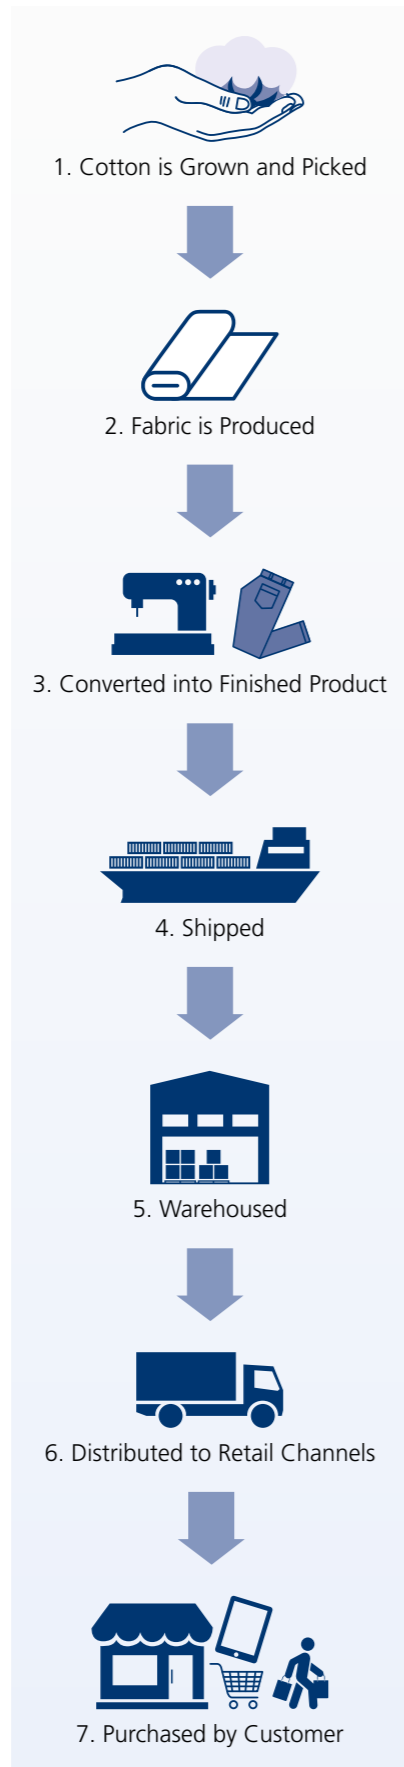 1. Cotton is Grown and Picked
2. Fabric is Produced
3. Converted into Finished Product
4. Shipped
5. Warehoused
6. Distributed to Retail Channels
7. Purchased by Customer